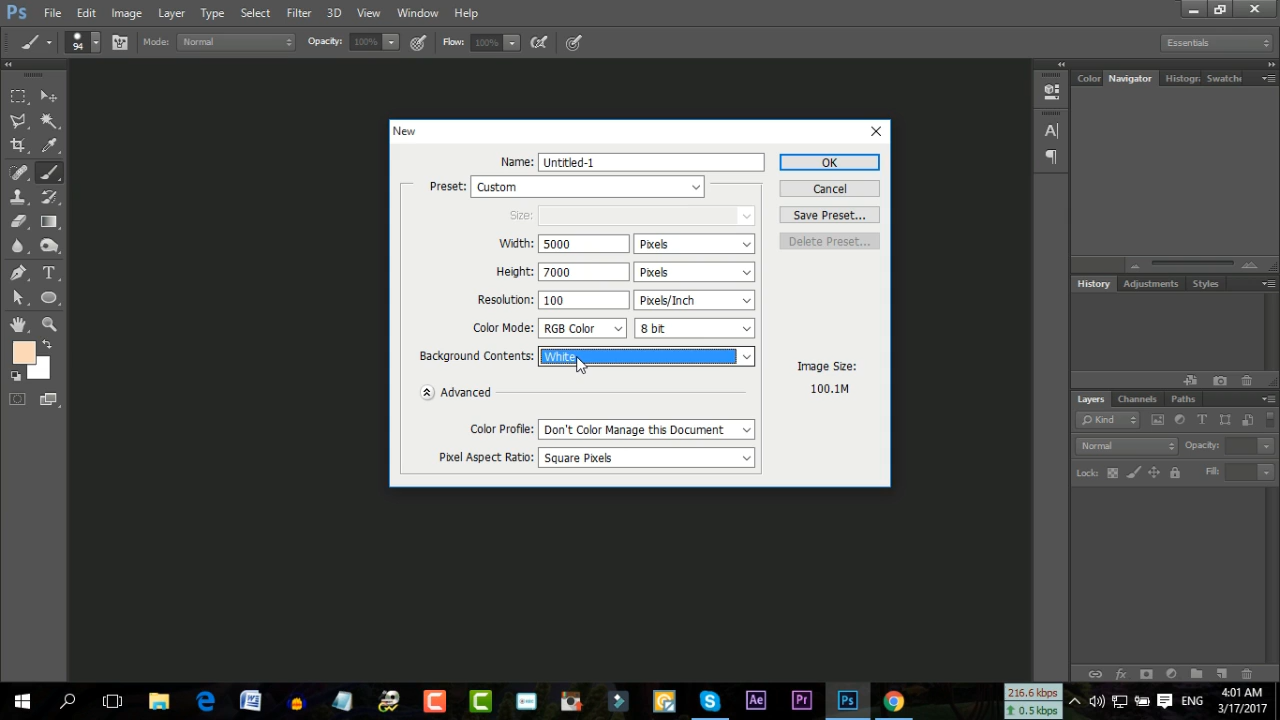 Ps File Edit Image Layer Type Select Filter 3D View Window Help
94 Mode: Normal Opacity: 100% Flow: 100% Essentials
Color Navigator Histogr Swatche
New
Name: Untitled-1 OK
Preset: Custom Cancel
Size: Save Preset...
Width: 5000 Pixels Delete Preset...
Height: 7000 Pixels
Resolution: 100 Pixels/Inch
Color Mode: RGB Color 8 bit
Background Contents: White
Image Size:
100.1M
Advanced
Color Profile: Don't Color Manage this Document
Pixel Aspect Ratio: Square Pixels
A
History Adjustments Styles
Layers Channels Paths
Kind
Normal Opacity:
Lock: Fill:
fx
W C C Ae Pr Ps
216.6 kbps
0.5 kbps
ENG
4:01 AM
3/17/2017